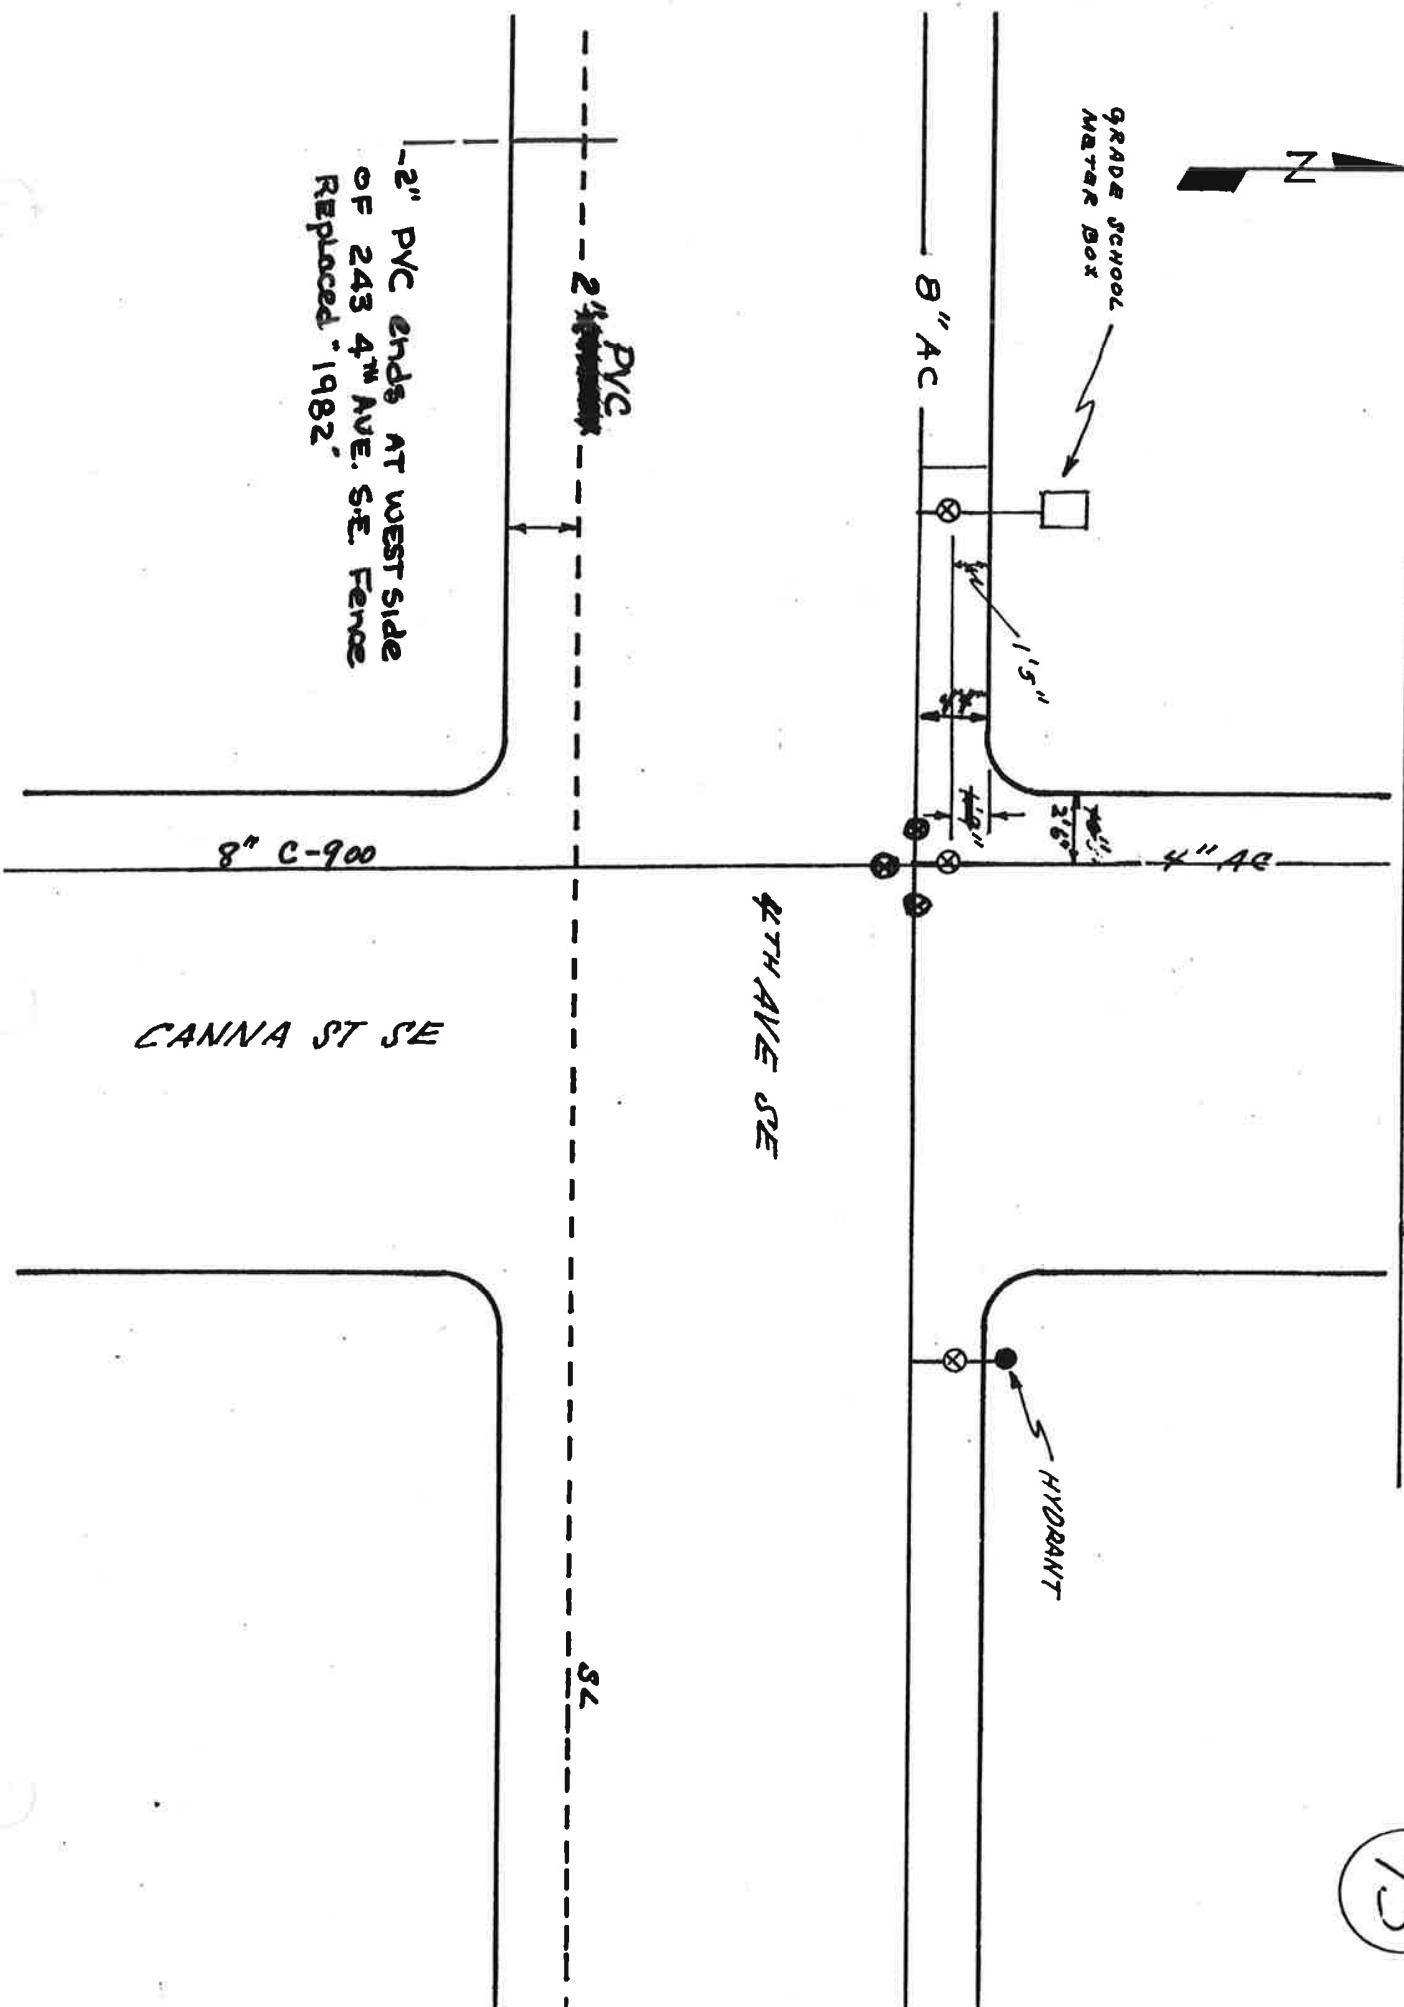 N
GRADE SCHOOL
METER BOX
8" AC
1'5"
2'6"
4" AC
HYDRANT
2" PVC
-2" PVC ends AT WEST SIDE
OF 243 4TH AVE. S.E. Fence
Replaced "1982"
8" C-900
4TH AVE SE
CANNA ST SE
SL